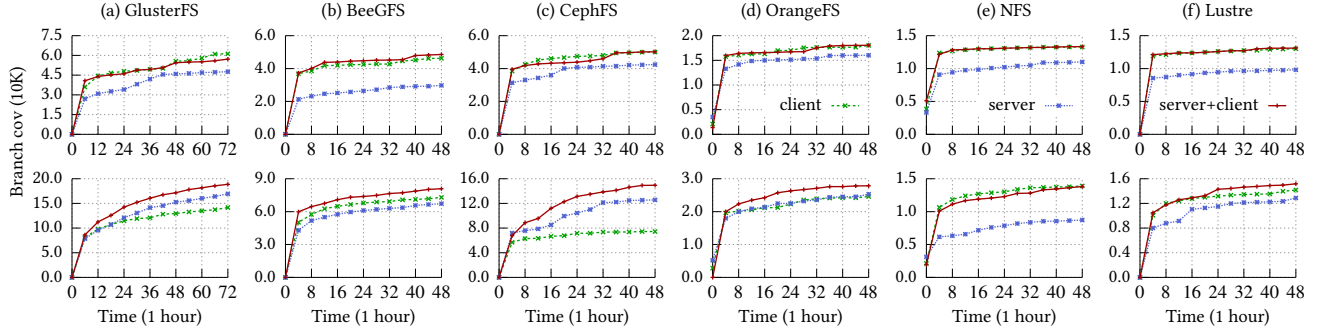 (a) GlusterFS (b) BeeGFS (c) CephFS (d) OrangeFS (e) NFS (f) Lustre
Branch cov (10K)
7.5 6.0 4.5 3.0 1.5 0.0
0 12 24 36 48 60 72
6.0 4.0 2.0 0.0
0 8 16 24 32 40 48
6.0 4.0 2.0 0.0
0 8 16 24 32 40 48
2.0 1.5 1.0 0.5 0.0
0 8 16 24 32 40 48
client
1.5 1.0 0.5 0.0
0 8 16 24 32 40 48
server
1.5 1.0 0.5 0.0
0 8 16 24 32 40 48
server+client
20.0 15.0 10.0 5.0 0.0
0 12 24 36 48 60 72
9.0 6.0 3.0 0.0
0 8 16 24 32 40 48
16.0 12.0 8.0 4.0 0.0
0 8 16 24 32 40 48
3.0 2.0 1.0 0.0
0 8 16 24 32 40 48
1.5 1.0 0.5 0.0
0 8 16 24 32 40 48
1.6 1.2 0.8 0.4 0.0
0 8 16 24 32 40 48
Time (1 hour) Time (1 hour) Time (1 hour) Time (1 hour) Time (1 hour) Time (1 hour)